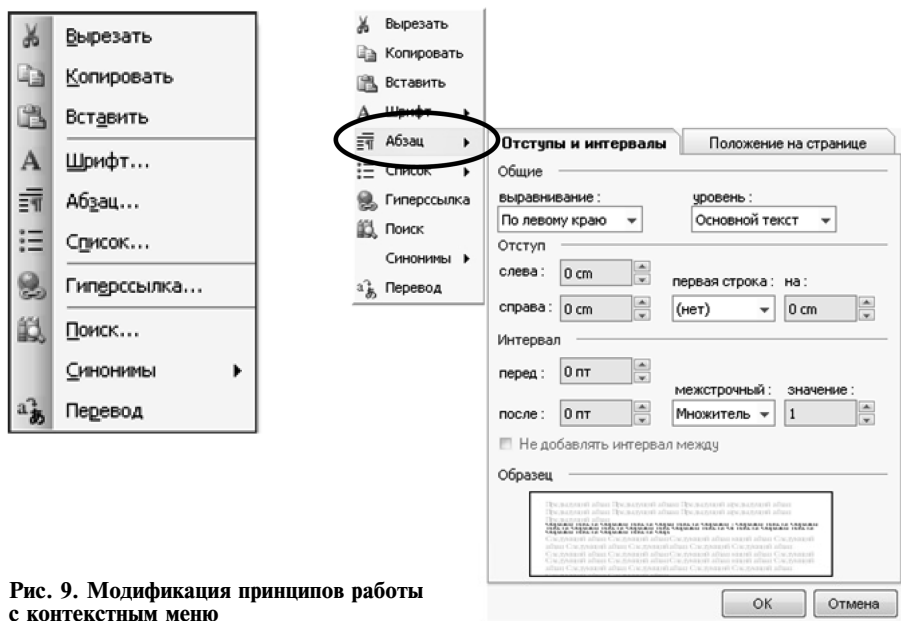 Вырезать
Копировать
Вставить
Шрифт...
Абзац...
Список...
Гиперссылка...
Поиск...
Синонимы
Перевод
Вырезать
Копировать
Вставить
Шрифт
Абзац
Список
Гиперссылка
Поиск
Синонимы
Перевод
Отступы и интервалы Положение на странице
Общие
выравнивание : уровень :
По левому краю Основной текст
Отступ
слева : 0 cm
первая строка : на :
справа : 0 cm (нет) 0 cm
Интервал
перед : 0 пт
межстрочный : значение :
после : 0 пт Множитель 1
Не добавлять интервал между
Образец
OK Отмена
Рис. 9. Модификация принципов работы
с контекстным меню